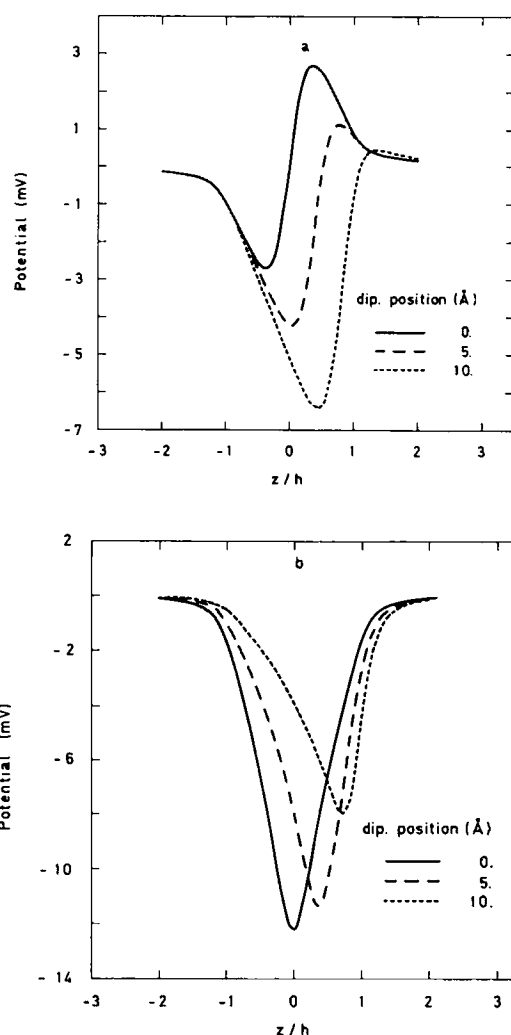 a
3
1
-1
-3
-5
-7
Potential (mV)
dip. position (Å)
0.
5.
10.
-3 -2 -1 0 1 2 3
z / h
b
2
-2
-6
-10
-14
Potential (mV)
dip. position (Å)
0.
5.
10.
-3 -2 -1 0 1 2 3
z / h